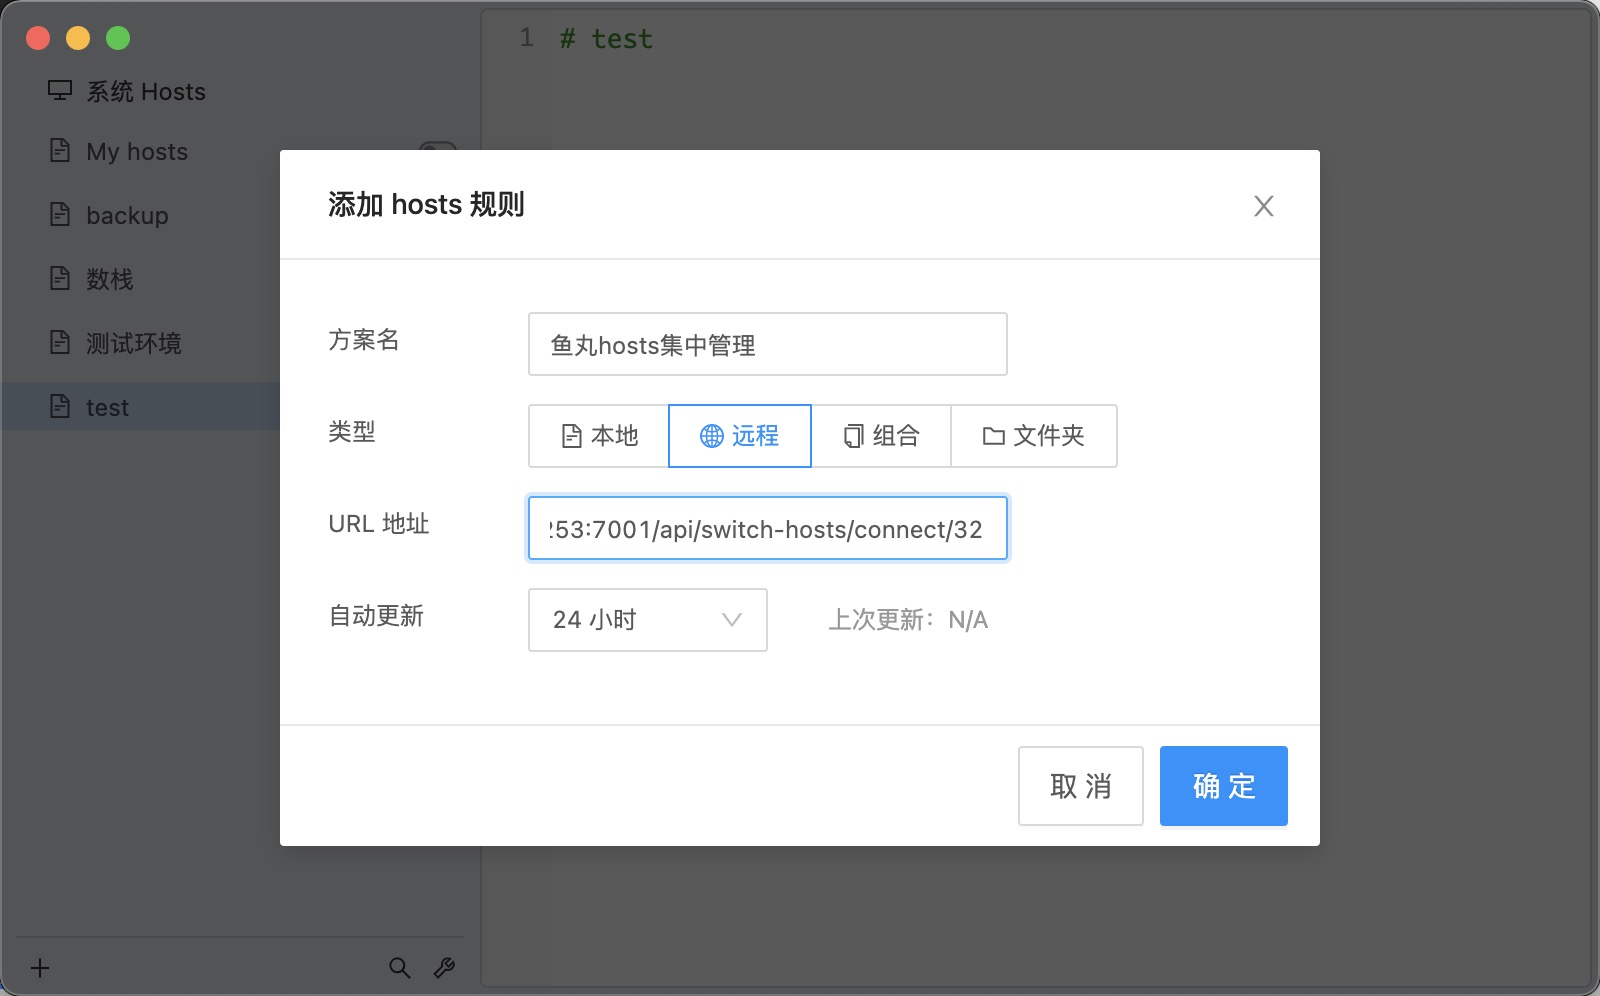 系统 Hosts
My hosts
backup
数栈
测试环境
test
1 # test
添加 hosts 规则
方案名 鱼丸hosts集中管理
类型 本地 远程 组合 文件夹
URL 地址 253:7001/api/switch-hosts/connect/32
自动更新 24 小时 上次更新：N/A
取 消 确 定